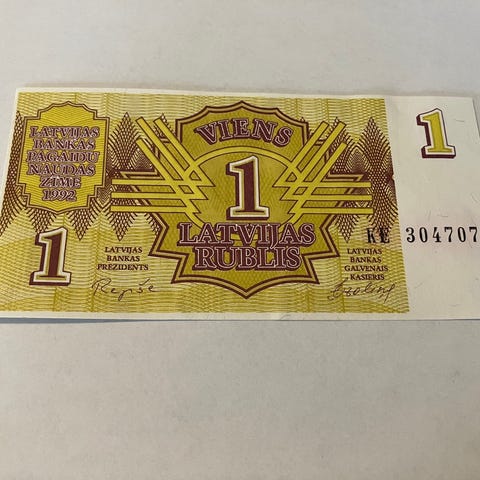 LATVIJAS
BANKAS
PAGAIDU
NAUDAS
ZĪME
1992
VIENS
1
LATVIJAS
RUBLIS
1
1
KE 304707
LATVIJAS
BANKAS
PREZIDENTS
LATVIJAS
BANKAS
GALVENAIS
KASIERIS
Repše